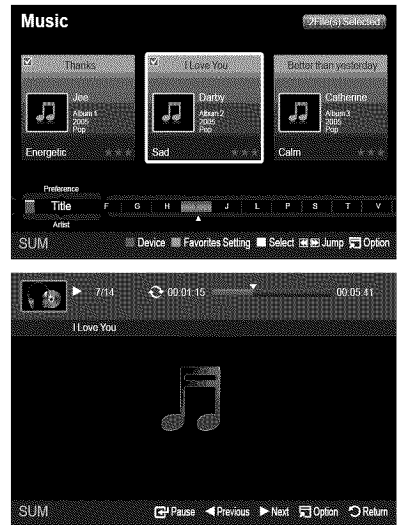 Music
2File(s) Selected
Thanks
I Love You
Better than yesterday
Jee
Album 1
2005
Pop
Darby
Album 2
2005
Pop
Catherine
Album 3
2005
Pop
Energetic
Sad
Calm
Preference
Title F G H J L P S T V
Artist
SUM Device Favorites Setting Select Jump Option
7/14 00:01:15 00:05:41
I Love You
SUM Pause Previous Next Option Return